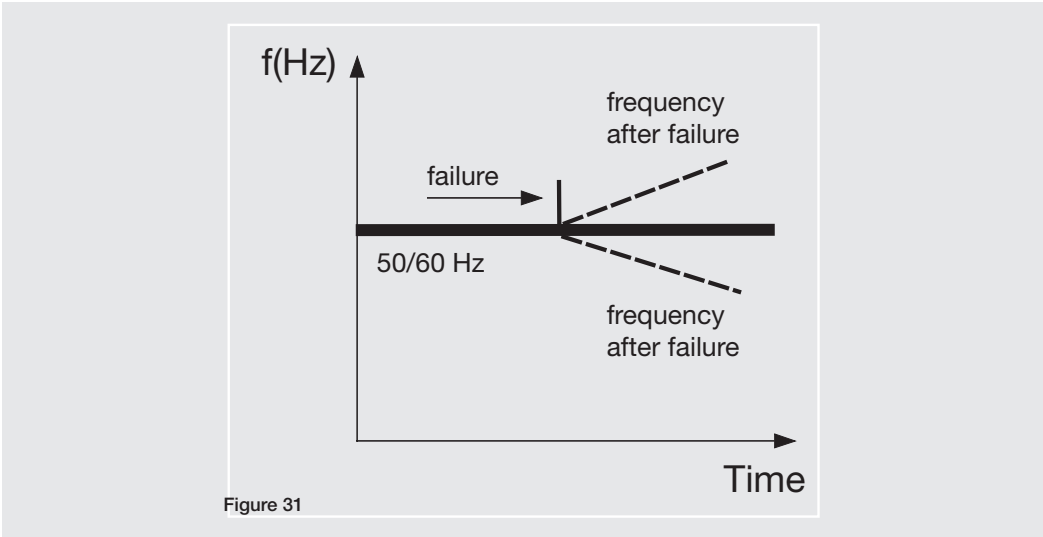 f(Hz)
frequency
after failure
failure
50/60 Hz
frequency
after failure
Time
Figure 31